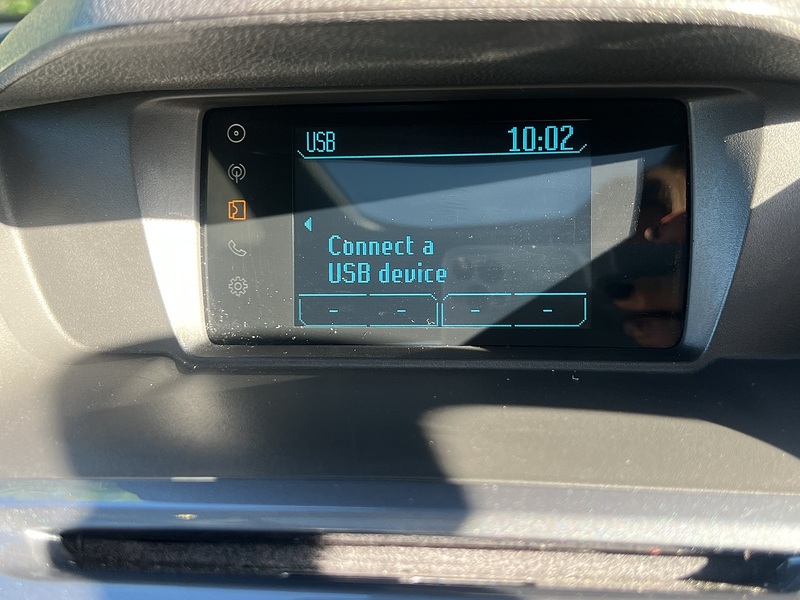 USB 10:02
Connect a
USB device
- - - -